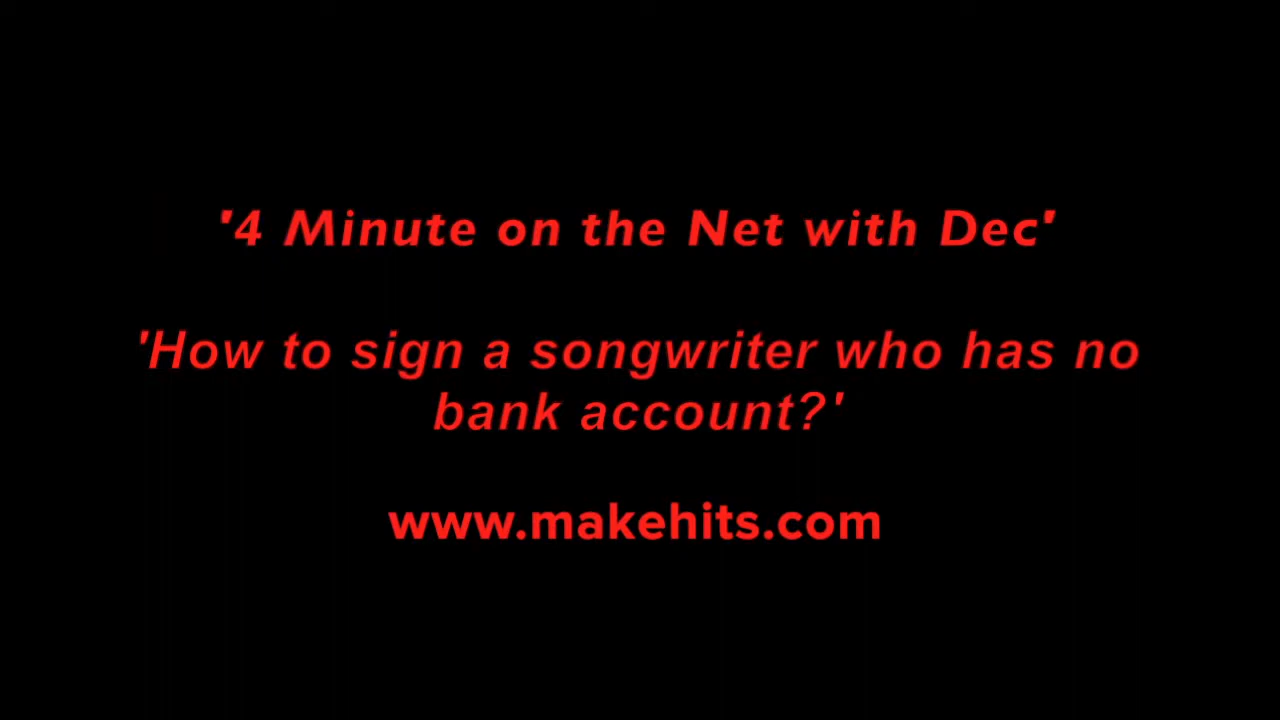 '4 Minute on the Net with Dec'
'How to sign a songwriter who has no
bank account?'
www.makehits.com